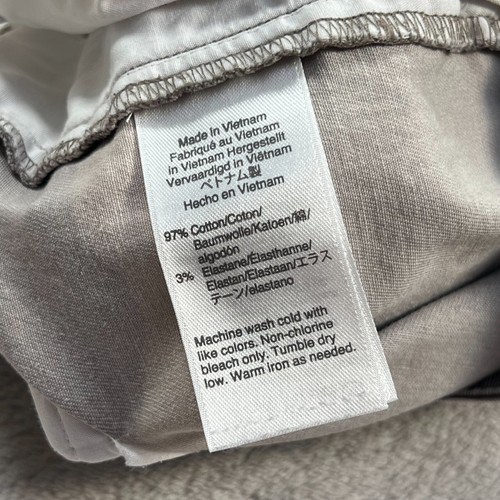 Made in Vietnam
Fabriqué au Vietnam
in Vietnam Hergestellt
Vervaardigd in Viëtnam
ベトナム製
Hecho en Vietnam
97% Cotton/Coton/
Baumwolle/Katoen/綿/
algodón
3% Elastane/Élasthanne/
Elastan/Elastaan/エラス
テーン/elastano
Machine wash cold with
like colors. Non-chlorine
bleach only. Tumble dry
low. Warm iron as needed.